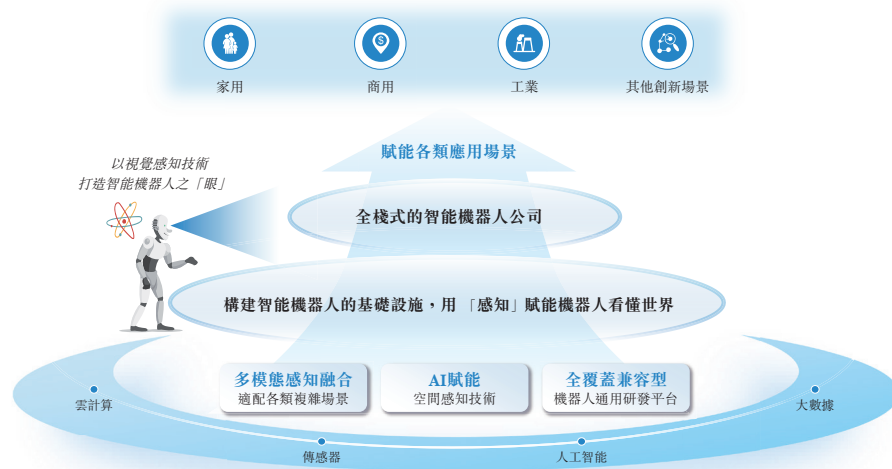 家用
商用
工業
其他創新場景
賦能各類應用場景
以視覺感知技術
打造智能機器人之「眼」
全棧式的智能機器人公司
構建智能機器人的基礎設施，用「感知」賦能機器人看懂世界
多模態感知融合
適配各類複雜場景
AI賦能
空間感知技術
全覆蓋兼容型
機器人通用研發平台
雲計算
大數據
傳感器
人工智能